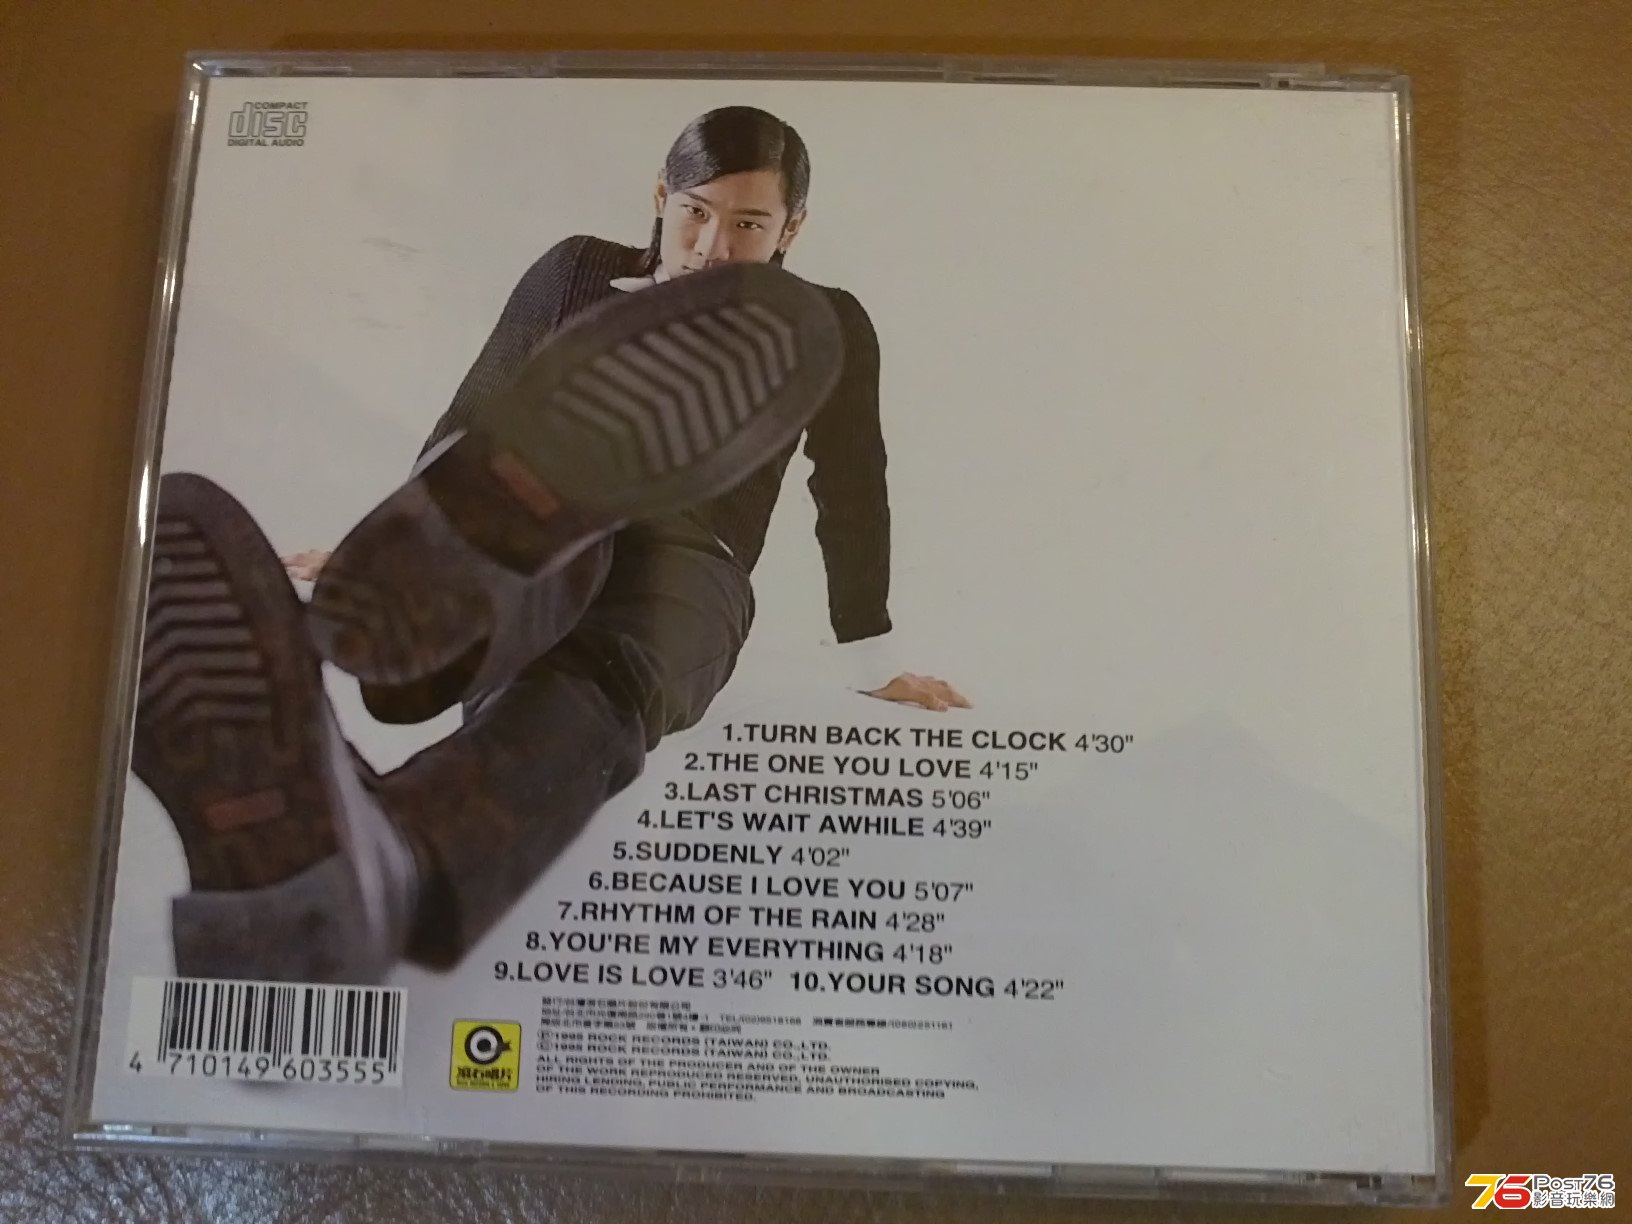 COMPACT
disc
DIGITAL AUDIO
1.TURN BACK THE CLOCK 4'30"
2.THE ONE YOU LOVE 4'15"
3.LAST CHRISTMAS 5'06"
4.LET'S WAIT AWHILE 4'39"
5.SUDDENLY 4'02"
6.BECAUSE I LOVE YOU 5'07"
7.RHYTHM OF THE RAIN 4'28"
8.YOU'RE MY EVERYTHING 4'18"
9.LOVE IS LOVE 3'46" 10.YOUR SONG 4'22"
Ⓟ1995 ROCK RECORDS (TAIWAN) CO.,LTD.
©1995 ROCK RECORDS (TAIWAN) CO.,LTD.
ALL RIGHTS OF THE PRODUCER AND OF THE OWNER
OF THE WORK REPRODUCED RESERVED, UNAUTHORISED COPYING,
HIRING LENDING, PUBLIC PERFORMANCE AND BROADCASTING
OF THIS RECORDING PROHIBITED.
滾石唱片
4 710149 603555
76 Post76
影音玩樂網